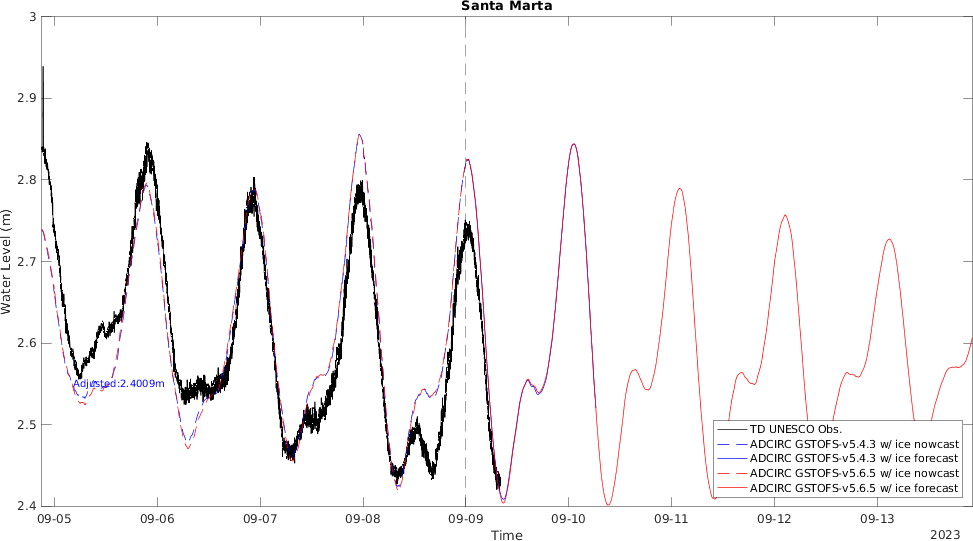 Santa Marta
3
2.9
2.8
2.7
2.6
2.5
2.4
Water Level (m)
Adjusted:2.4009m
TD UNESCO Obs.
ADCIRC GSTOFS-v5.4.3 w/ ice nowcast
ADCIRC GSTOFS-v5.4.3 w/ ice forecast
ADCIRC GSTOFS-v5.6.5 w/ ice nowcast
ADCIRC GSTOFS-v5.6.5 w/ ice forecast
09-05 09-06 09-07 09-08 09-09 09-10 09-11 09-12 09-13
Time
2023